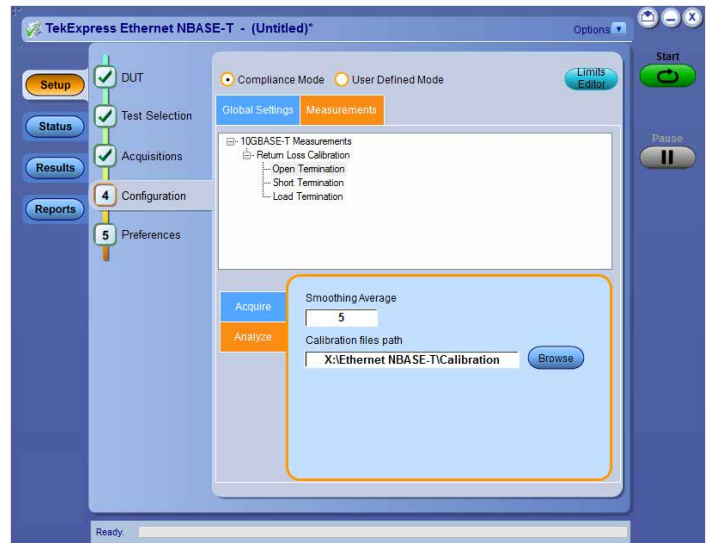 TekExpress Ethernet NBASE-T - (Untitled)*
Options
Start
Pause
Setup
Status
Results
Reports
DUT
Test Selection
Acquisitions
4 Configuration
5 Preferences
Compliance Mode User Defined Mode
Limits
Editor
Global Settings Measurements
10GBASE-T Measurements
Return Loss Calibration
Open Termination
Short Termination
Load Termination
Acquire
Analyze
Smoothing Average
5
Calibration files path
X:\Ethernet NBASE-T\Calibration
Browse
Ready.